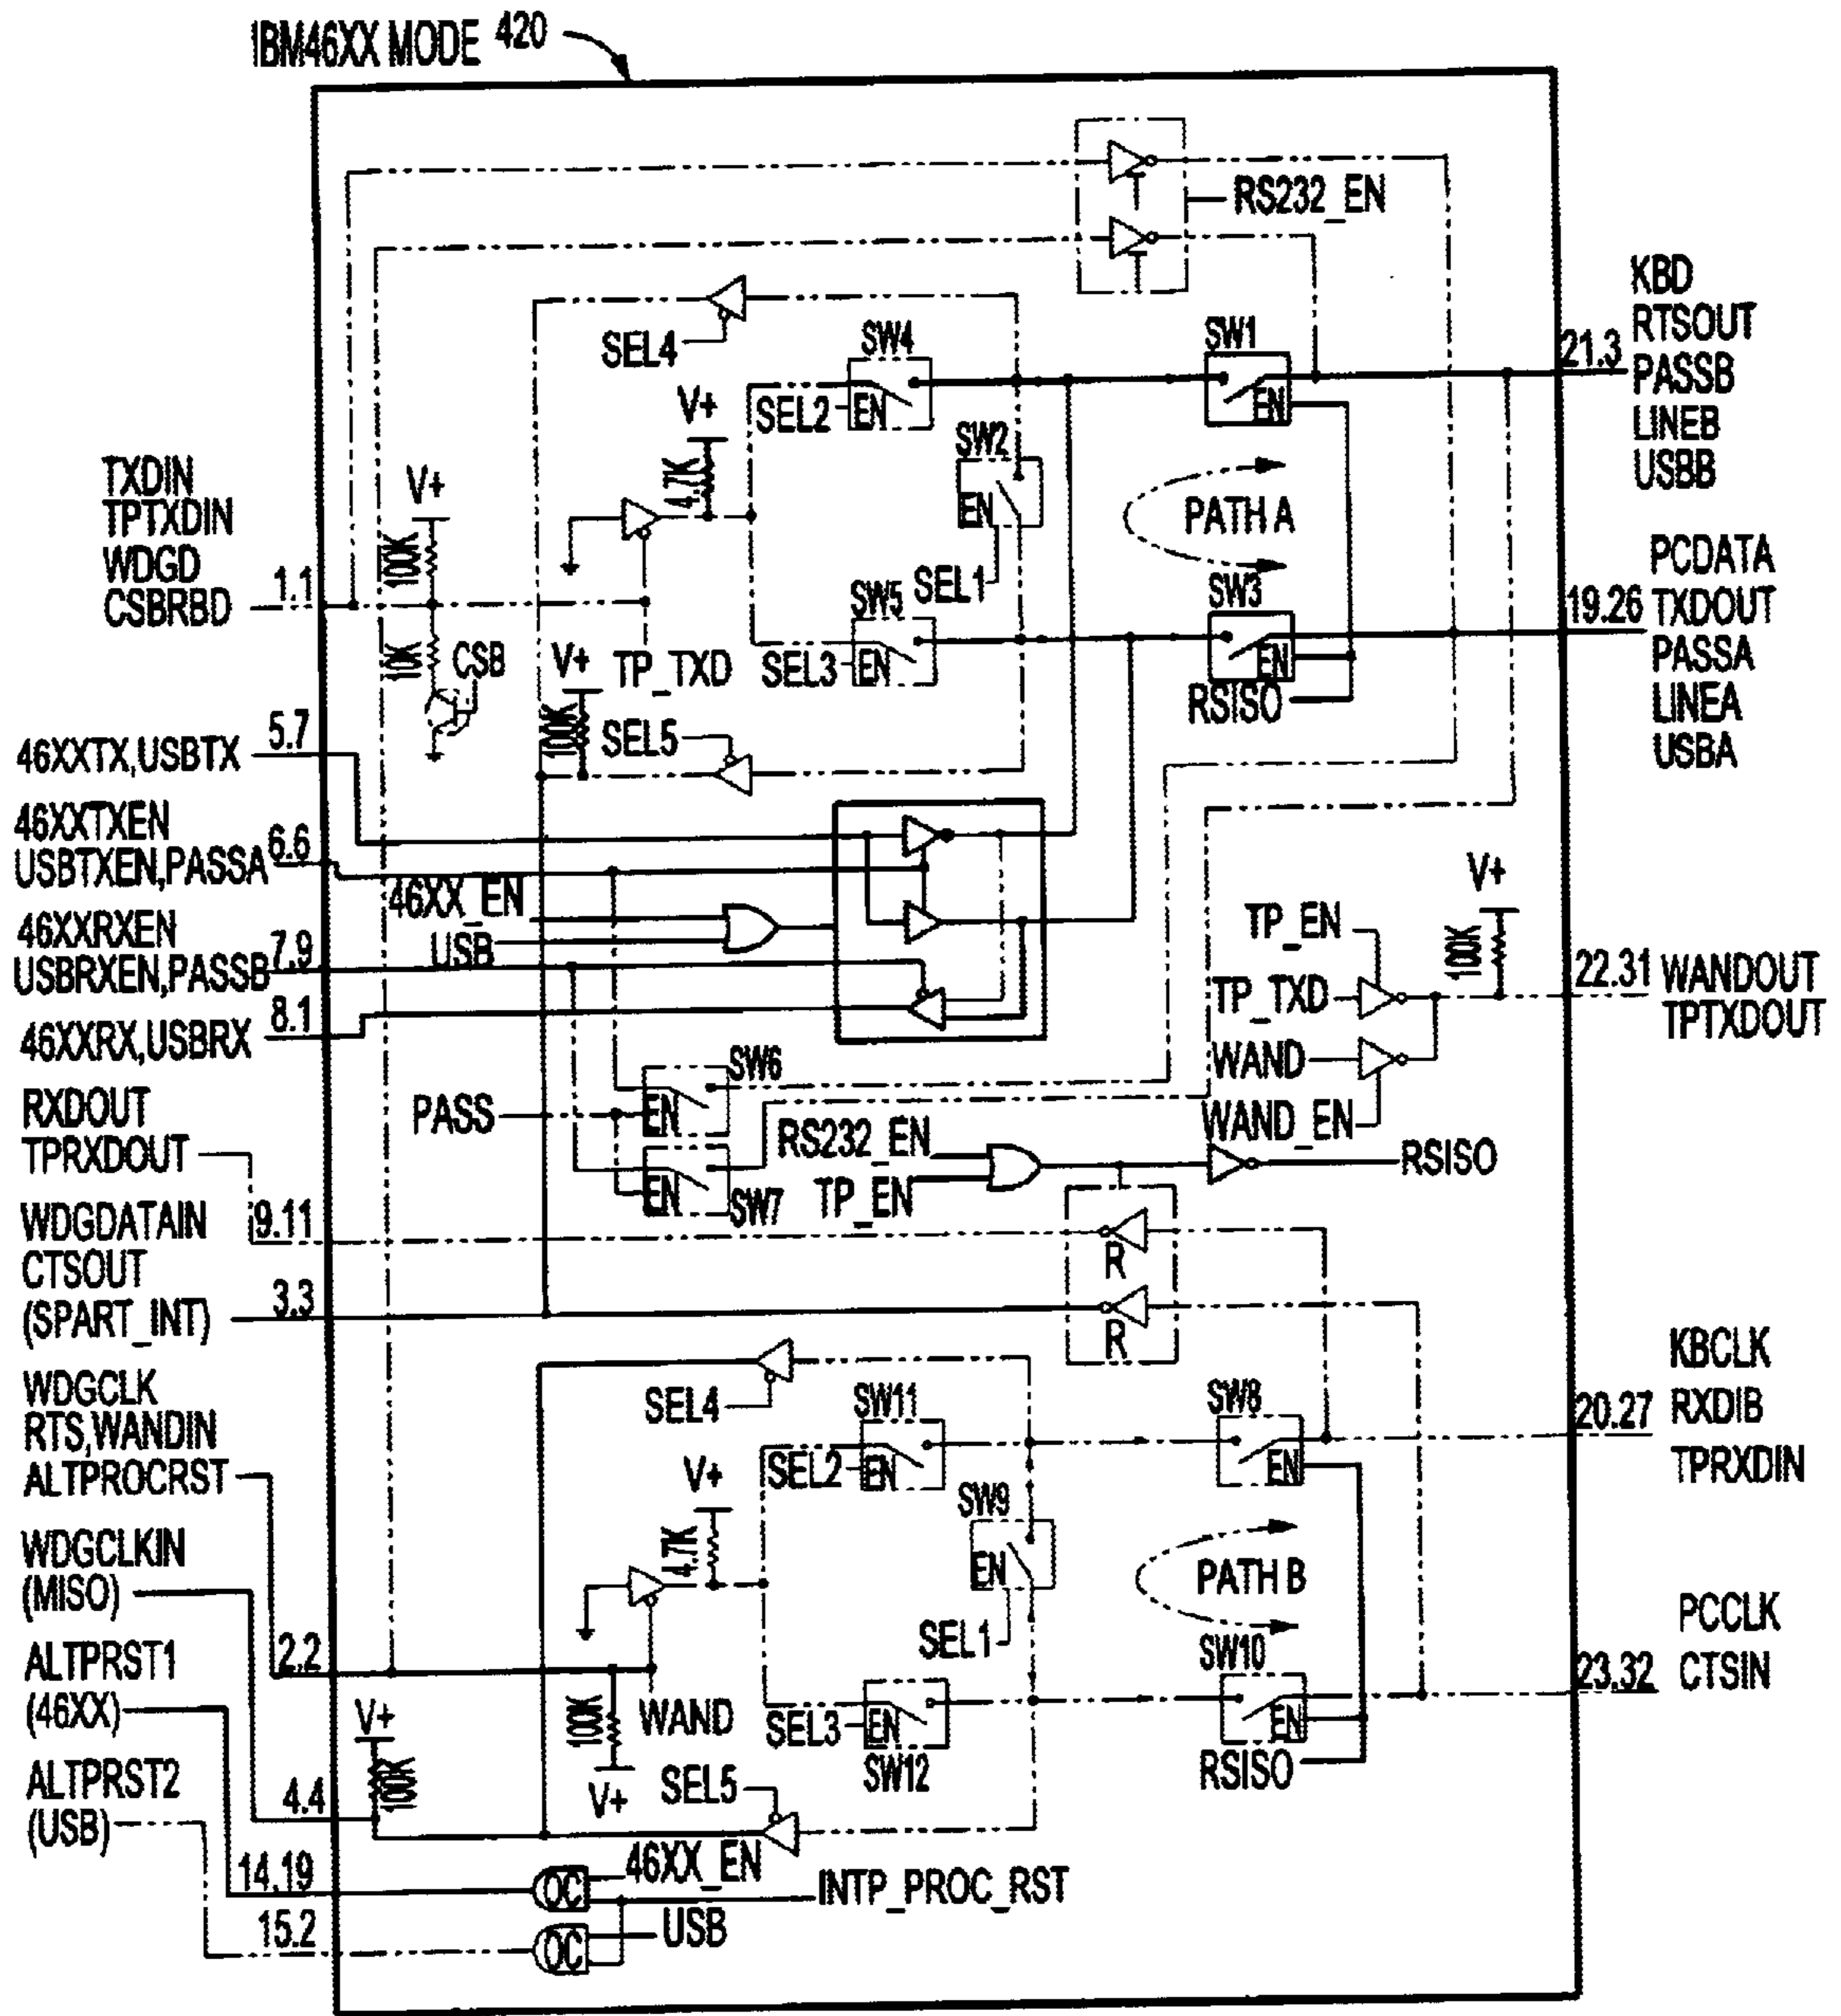 IBM46XX MODE 420
RS232_EN
KBD
RTSOUT
21.3
PASSB
LINEB
USBB
SEL4
SW4
SW1
V+
SEL2
EN
EN
SW2
TXDIN
TPTXDIN
WDGD
CSBRBD
1.1
V+
100K
4.7K
EN
PATH A
SEL1
PCDATA
19.26
TXDOUT
PASSA
LINEA
USBA
SW5
SW3
10K
CSB
V+
TP_TXD
SEL3
EN
EN
RSISO
100K
SEL5
5.7
46XXTX,USBTX
46XXTXEN
6.6
USBTXEN,PASSA
46XX_EN
USB
46XXRXEN
7.9
USBRXEN,PASSB
8.1
46XXRX,USBRX
V+
TP_EN
100K
TP_TXD
22.31
WANDOUT
TPTXDOUT
WAND
WAND_EN
SW6
PASS
EN
EN
SW7
RS232_EN
TP_EN
RSISO
RXDOUT
TPRXDOUT
9.11
WDGDATAIN
CTSOUT
3.3
(SPART_INT)
R
R
SEL4
SW11
SW8
KBCLK
20.27
RXDIB
TPRXDIN
WDGCLK
RTS,WANDIN
ALTPROCRST
V+
SEL2
EN
EN
SW9
WDGCLKIN
(MISO)
4.7K
EN
PATH B
SEL1
PCCLK
23.32
CTSIN
2.2
ALTPRST1
(46XX)
V+
100K
WAND
SEL3
EN
SW12
SW10
EN
RSISO
ALTPRST2
(USB)
4.4
100K
V+
SEL5
14.19
OC
46XX_EN
INTP_PROC_RST
15.2
OC
USB